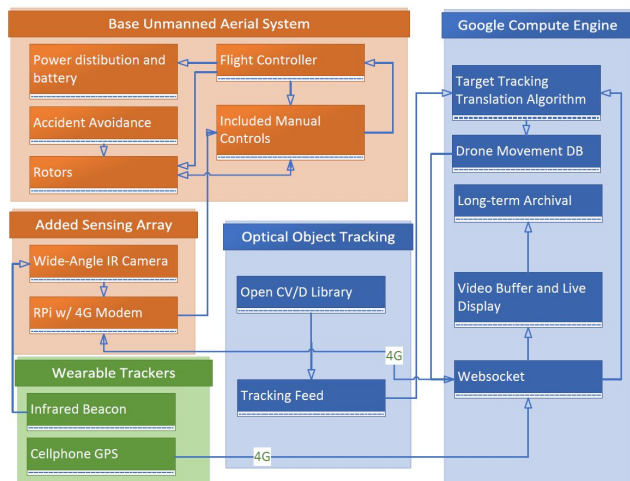 Base Unmanned Aerial System
Power distibution and
battery
Flight Controller
Accident Avoidance
Included Manual
Controls
Rotors
Added Sensing Array
Wide-Angle IR Camera
RPi w/ 4G Modem
Wearable Trackers
Infrared Beacon
Cellphone GPS
4G
Optical Object Tracking
Open CV/D Library
Tracking Feed
4G
Google Compute Engine
Target Tracking
Translation Algorithm
Drone Movement DB
Long-term Archival
Video Buffer and Live
Display
Websocket